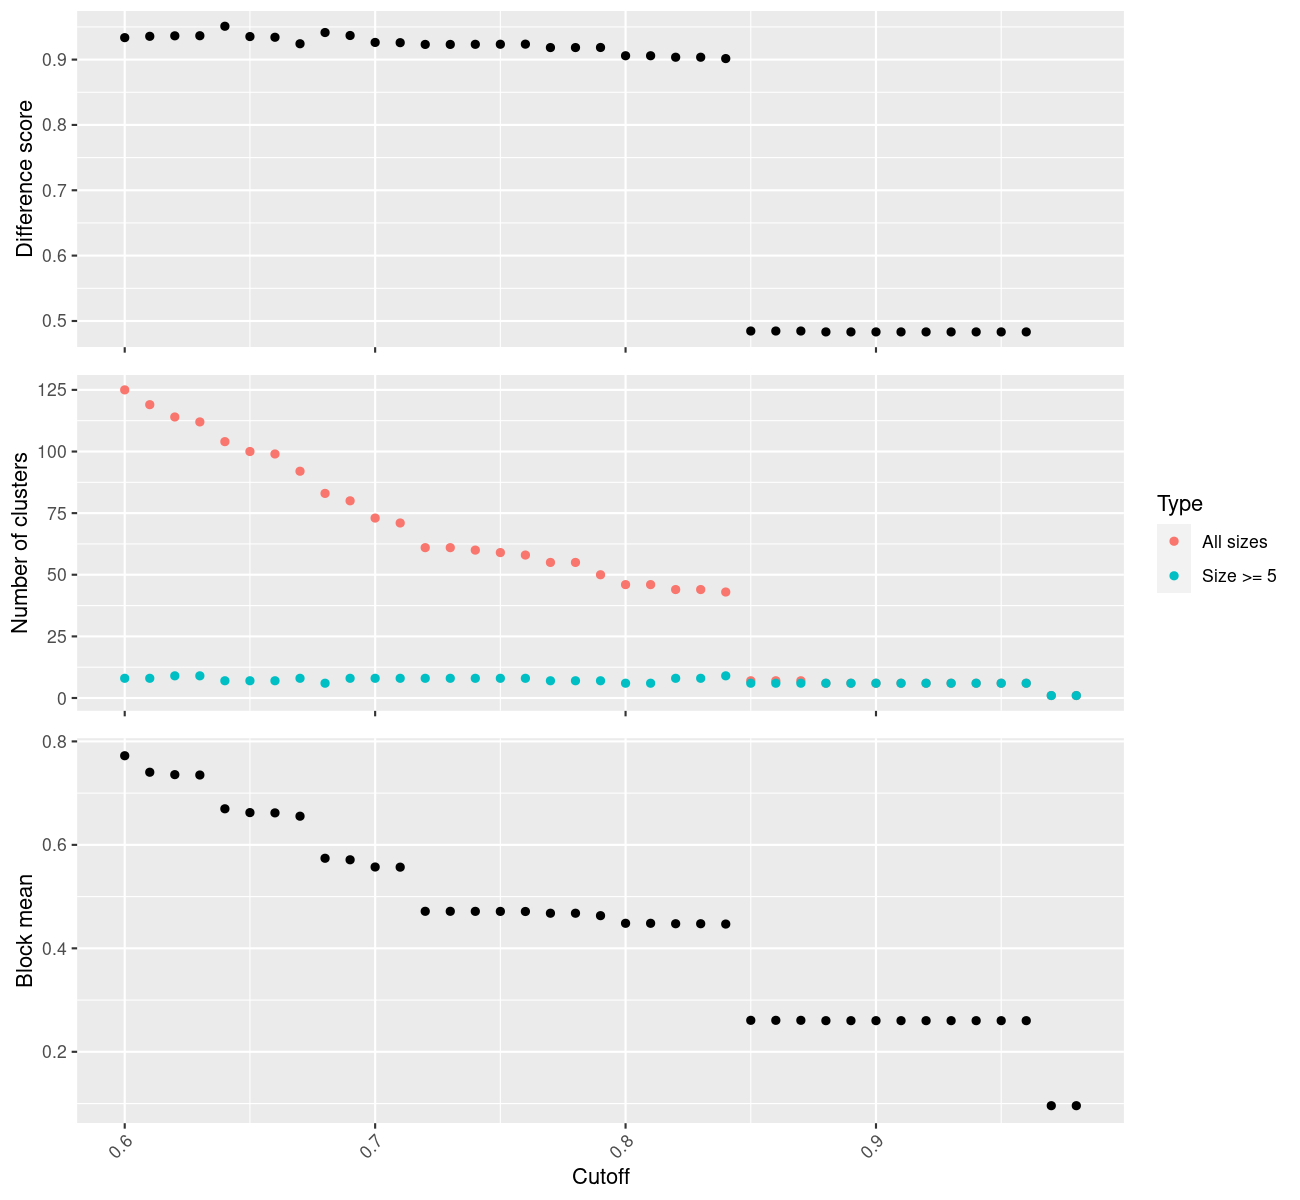 Difference score
0.9
0.8
0.7
0.6
0.5
Number of clusters
125
100
75
50
25
0
Type
All sizes
Size >= 5
Block mean
0.8
0.6
0.4
0.2
0.6
0.7
0.8
0.9
Cutoff